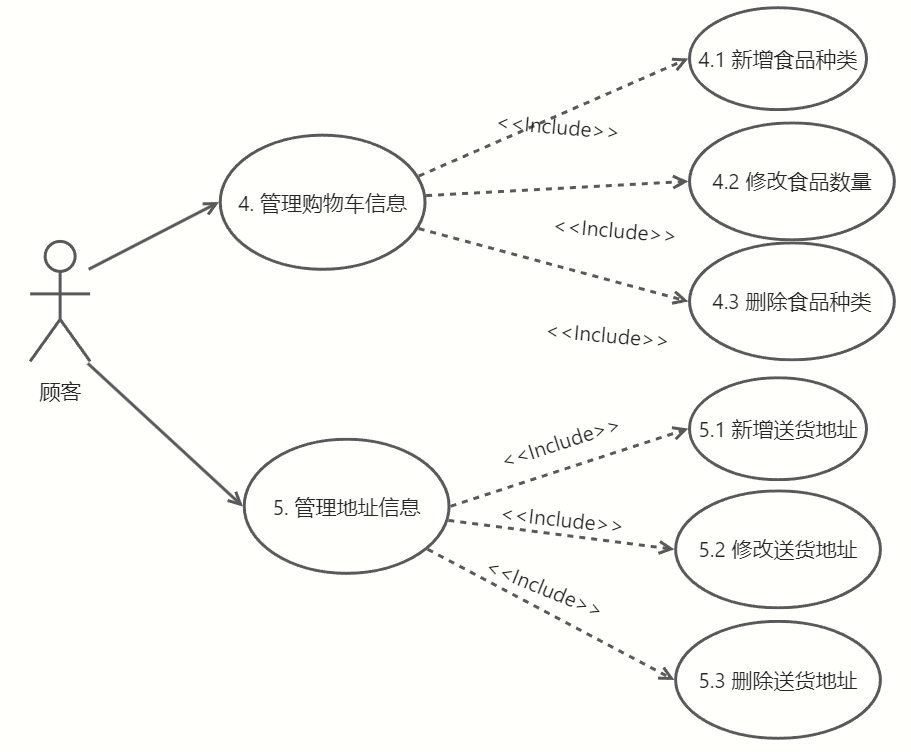 4.1 新增食品种类
<<Include>>
4. 管理购物车信息
4.2 修改食品数量
<<Include>>
4.3 删除食品种类
<<Include>>
顾客
5.1 新增送货地址
<<Include>>
5. 管理地址信息
<<Include>>
5.2 修改送货地址
<<Include>>
5.3 删除送货地址